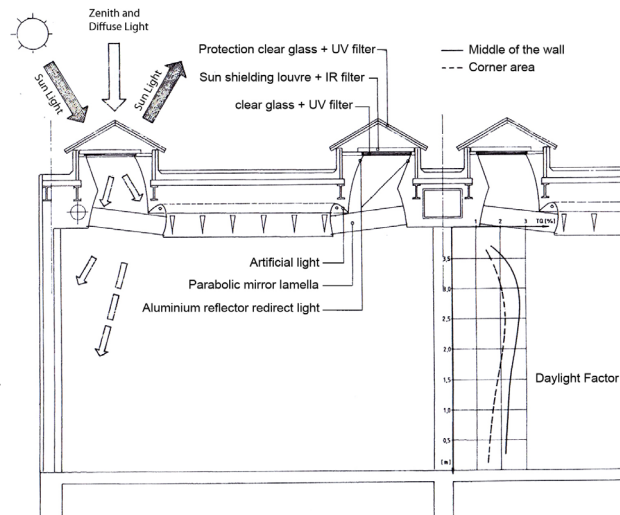 Zenith and
Diffuse Light
Sun Light
Sun Light
Protection clear glass + UV filter
Sun shielding louvre + IR filter
clear glass + UV filter
Middle of the wall
Corner area
1 2 3 TQ [%]
Artificial light
Parabolic mirror lamella
Aluminium reflector redirect light
3,5
3,0
2,5
2,0
1,5
1,0
0,5
[m]
Daylight Factor